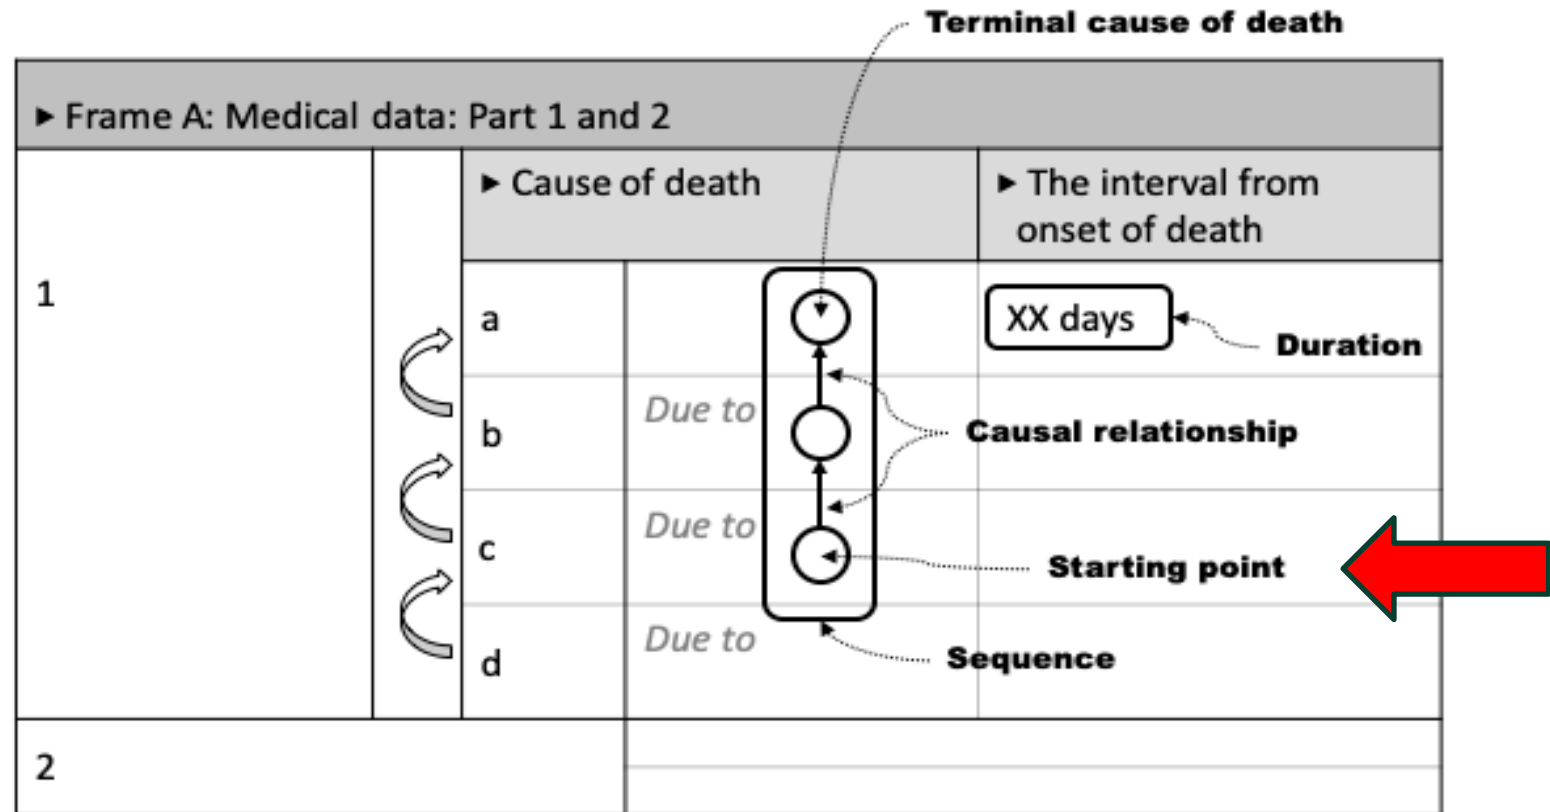 Terminal cause of death
▸ Frame A: Medical data: Part 1 and 2
▸ Cause of death
▸ The interval from
onset of death
1
a
XX days
Duration
Due to
b
Causal relationship
Due to
c
Starting point
Due to
d
Sequence
2